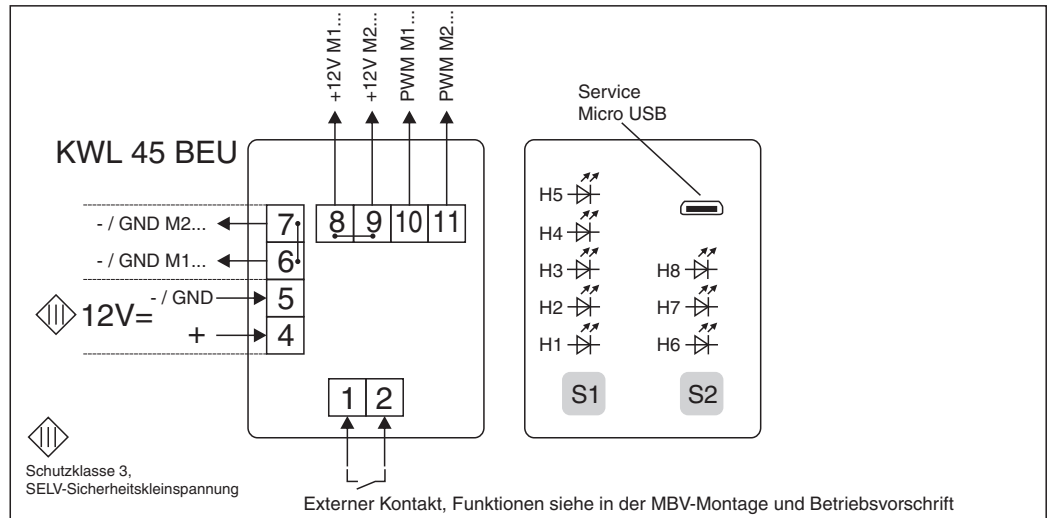 +12V M1...
+12V M2...
PWM M1...
PWM M2...
Service
Micro USB
KWL 45 BEU
- / GND M2...
7
8 9 10 11
- / GND M1...
6
- / GND
5
12V=
+
4
1 2
H5
H4
H3
H8
H2
H7
H1
H6
S1
S2
Schutzklasse 3,
SELV-Sicherheitskleinspannung
Externer Kontakt, Funktionen siehe in der MBV-Montage und Betriebsvorschrift